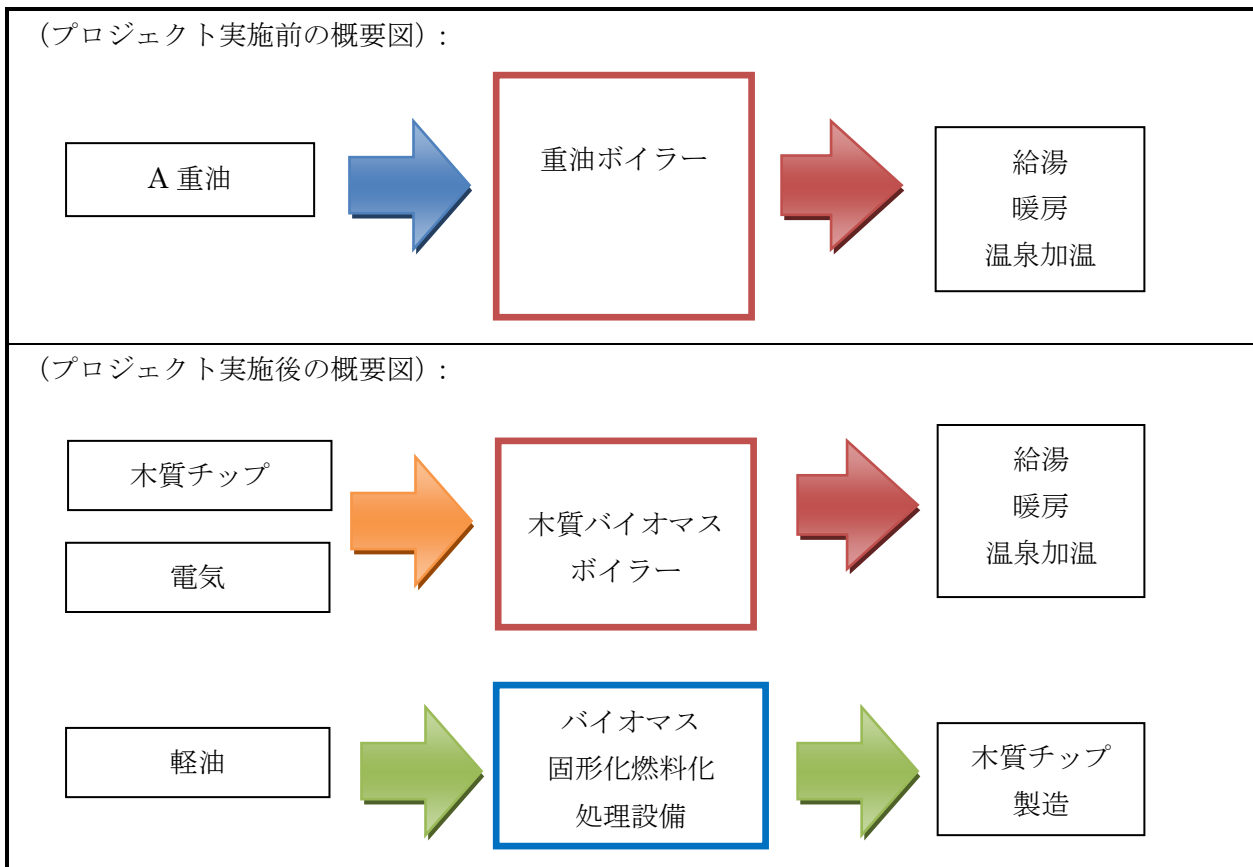 (プロジェクト実施前の概要図):
A 重油
重油ボイラー
給湯
暖房
温泉加温
(プロジェクト実施後の概要図):
木質チップ
電気
木質バイオマス
ボイラー
給湯
暖房
温泉加温
軽油
バイオマス
固形化燃料化
処理設備
木質チップ
製造